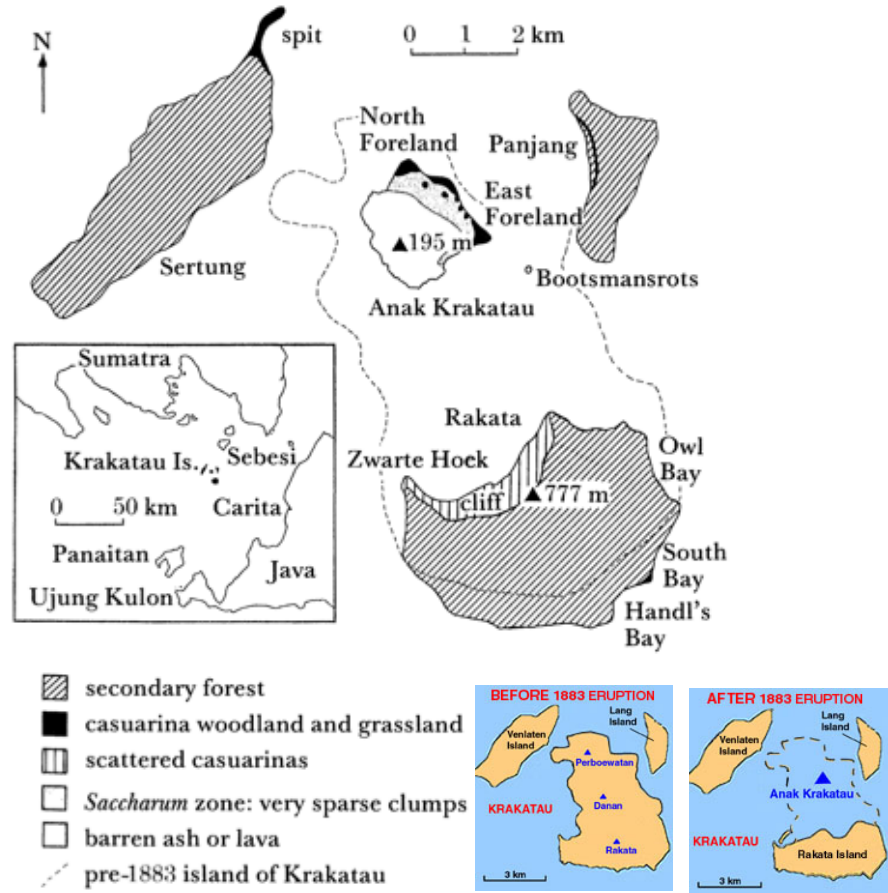 spit
N
0 1 2 km
North
Foreland
Panjang
East
Foreland
195 m
Sertung
Bootsmansrots
Anak Krakatau
Sumatra
Rakata
Owl
Bay
Zwarte Hoek
Krakatau Is.
Sebesi
777 m
cliff
0 50 km
Carita
Panaitan
Java
South
Bay
Ujung Kulon
Handl's
Bay
secondary forest
casuarina woodland and grassland
scattered casuarinas
Saccharum zone: very sparse clumps
barren ash or lava
pre-1883 island of Krakatau
BEFORE 1883 ERUPTION
Lang
Island
Venlaten
Island
Perboewatan
KRAKATAU
Danan
Rakata
3 km
AFTER 1883 ERUPTION
Lang
Island
Venlaten
Island
Anak Krakatau
KRAKATAU
Rakata Island
3 km